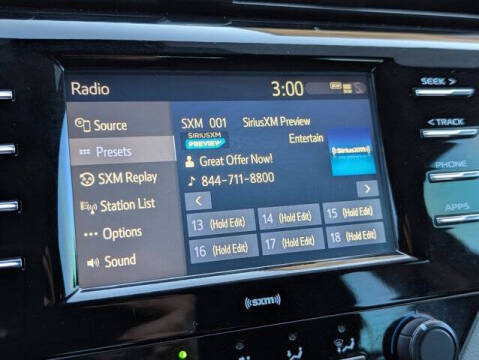 Radio
3:00
Source
Presets
SXM Replay
Station List
Options
Sound
SXM 001 SiriusXM Preview
SIRIUSXM
PREVIEW
Entertain
Great Offer Now!
844-711-8800
SiriusXM
13 (Hold Edit)
14 (Hold Edit)
15 (Hold Edit)
16 (Hold Edit)
17 (Hold Edit)
18 (Hold Edit)
SEEK >
< TRACK
PHONE
APPS
((SXM))